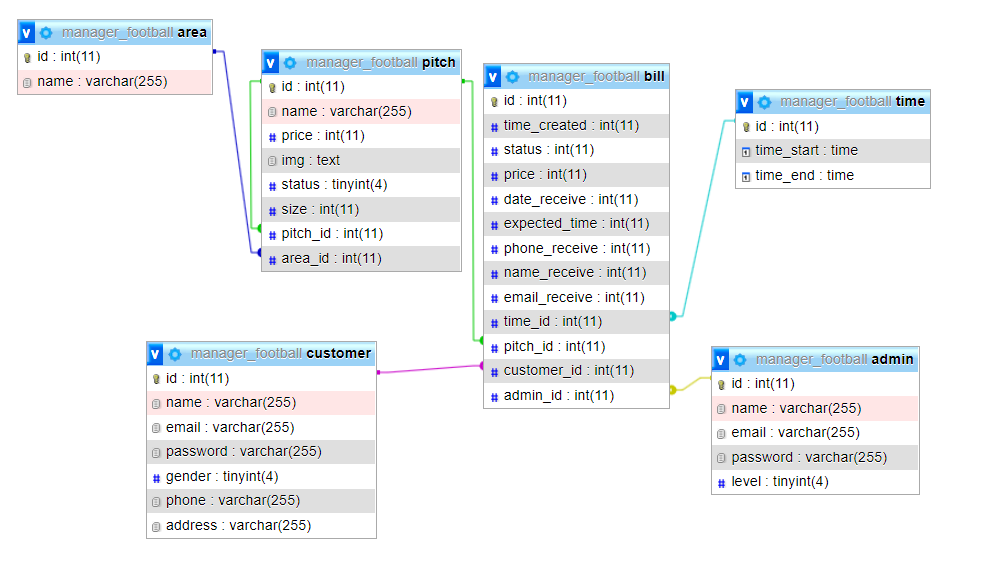 v manager_football area
id : int(11)
name : varchar(255)
v manager_football pitch
id : int(11)
name : varchar(255)
price : int(11)
img : text
status : tinyint(4)
size : int(11)
pitch_id : int(11)
area_id : int(11)
v manager_football bill
id : int(11)
time_created : int(11)
status : int(11)
price : int(11)
date_receive : int(11)
expected_time : int(11)
phone_receive : int(11)
name_receive : int(11)
email_receive : int(11)
time_id : int(11)
pitch_id : int(11)
customer_id : int(11)
admin_id : int(11)
v manager_football time
id : int(11)
time_start : time
time_end : time
v manager_football customer
id : int(11)
name : varchar(255)
email : varchar(255)
password : varchar(255)
gender : tinyint(4)
phone : varchar(255)
address : varchar(255)
v manager_football admin
id : int(11)
name : varchar(255)
email : varchar(255)
password : varchar(255)
level : tinyint(4)